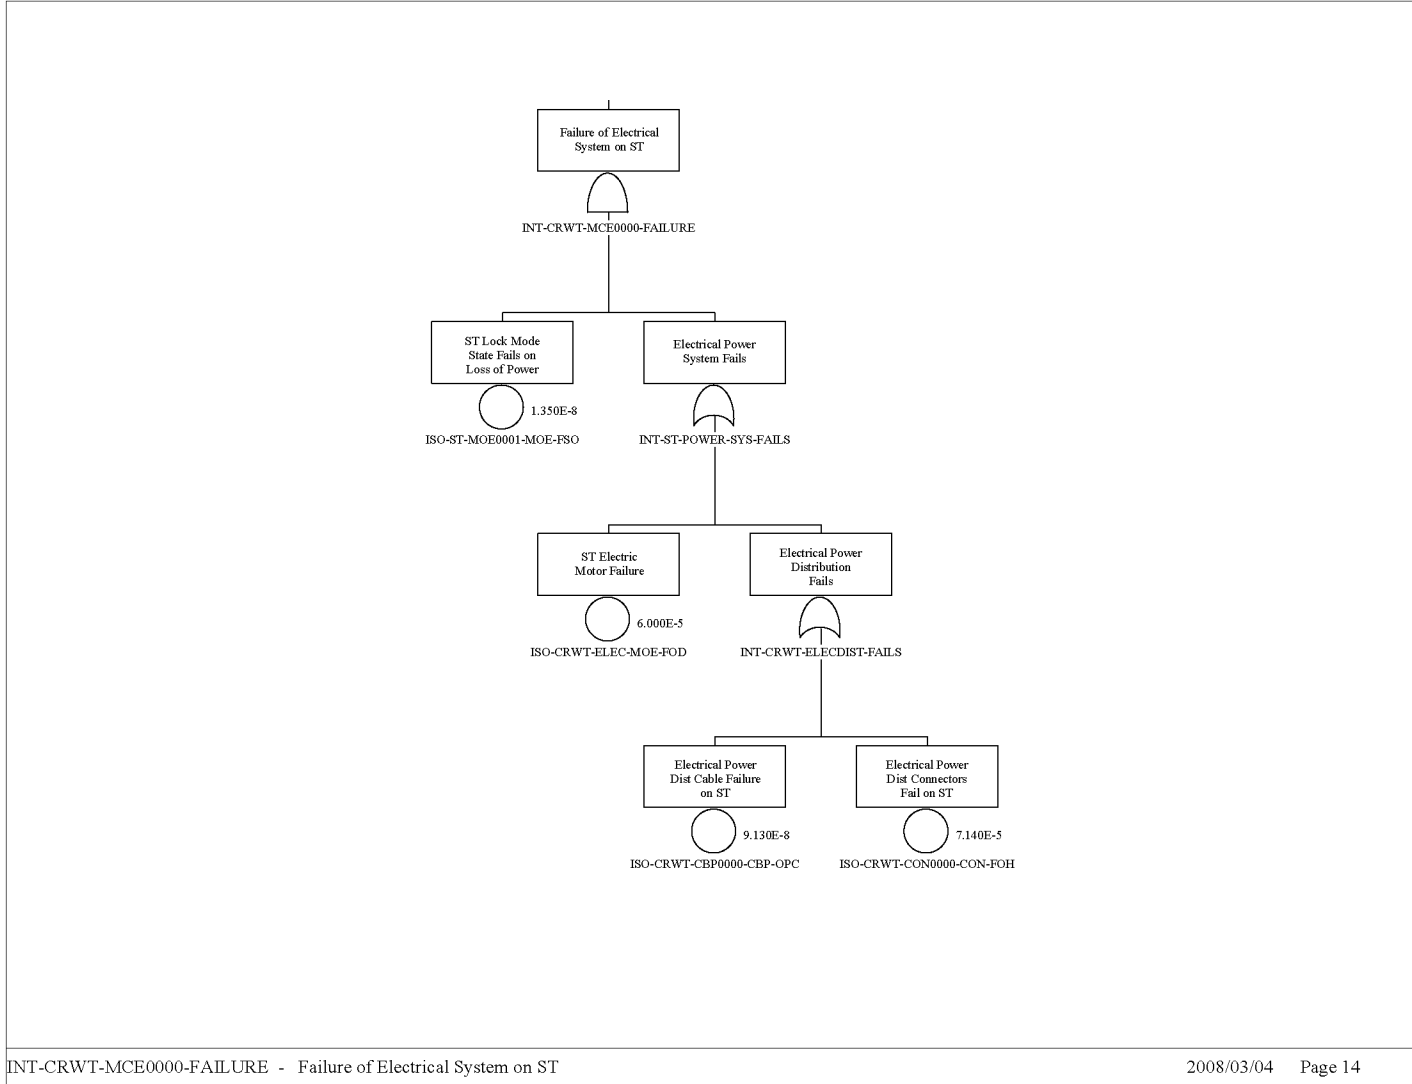 Failure of Electrical
System on ST
INT-CRWT-MCE0000-FAILURE
ST Lock Mode
State Fails on
Loss of Power
1.350E-8
ISO-ST-MOE0001-MOE-FSO
Electrical Power
System Fails
INT-ST-POWER-SYS-FAILS
ST Electric
Motor Failure
6.000E-5
ISO-CRWT-ELEC-MOE-FOD
Electrical Power
Distribution
Fails
INT-CRWT-ELECDIST-FAILS
Electrical Power
Dist Cable Failure
on ST
9.130E-8
ISO-CRWT-CBP0000-CBP-OPC
Electrical Power
Dist Connectors
Fail on ST
7.140E-5
ISO-CRWT-CON0000-CON-FOH
INT-CRWT-MCE0000-FAILURE - Failure of Electrical System on ST
2008/03/04 Page 14